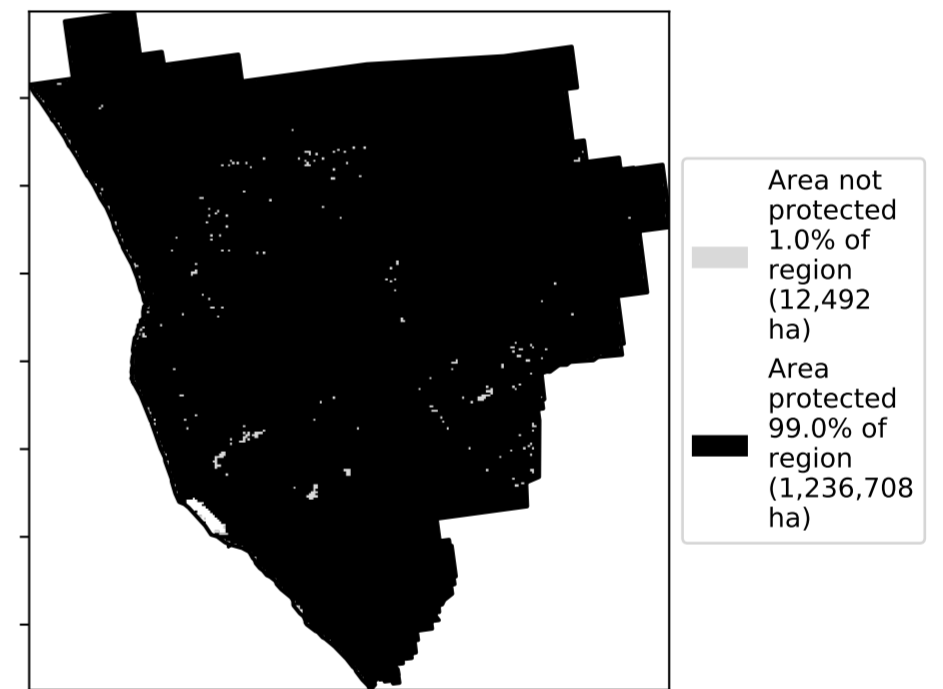 Area not
protected
1.0% of
region
(12,492
ha)
Area
protected
99.0% of
region
(1,236,708
ha)